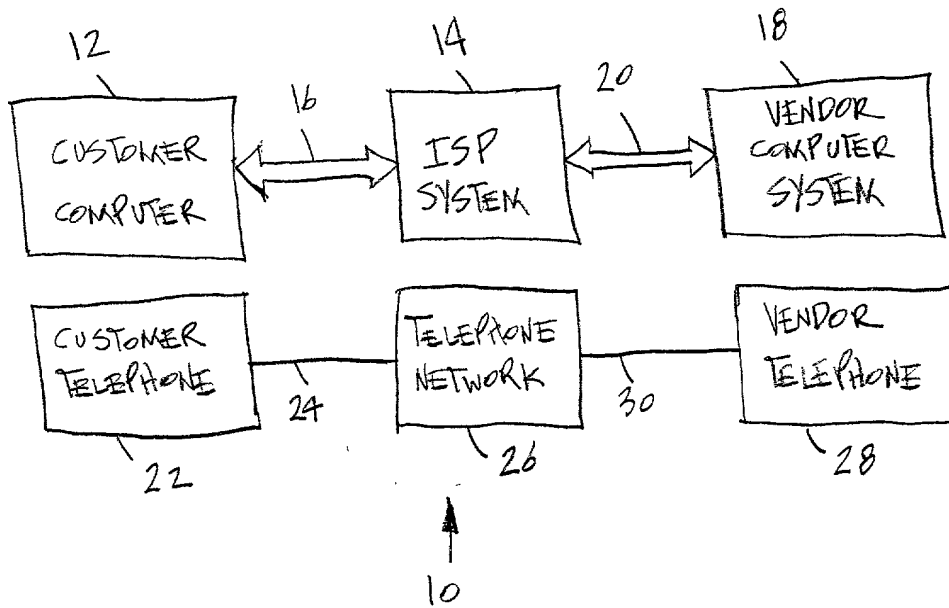 12
14
18
16
20
CUSTOMER
COMPUTER
ISP
SYSTEM
VENDOR
COMPUTER
SYSTEM
CUSTOMER
TELEPHONE
TELEPHONE
NETWORK
VENDOR
TELEPHONE
24
30
22
26
28
10